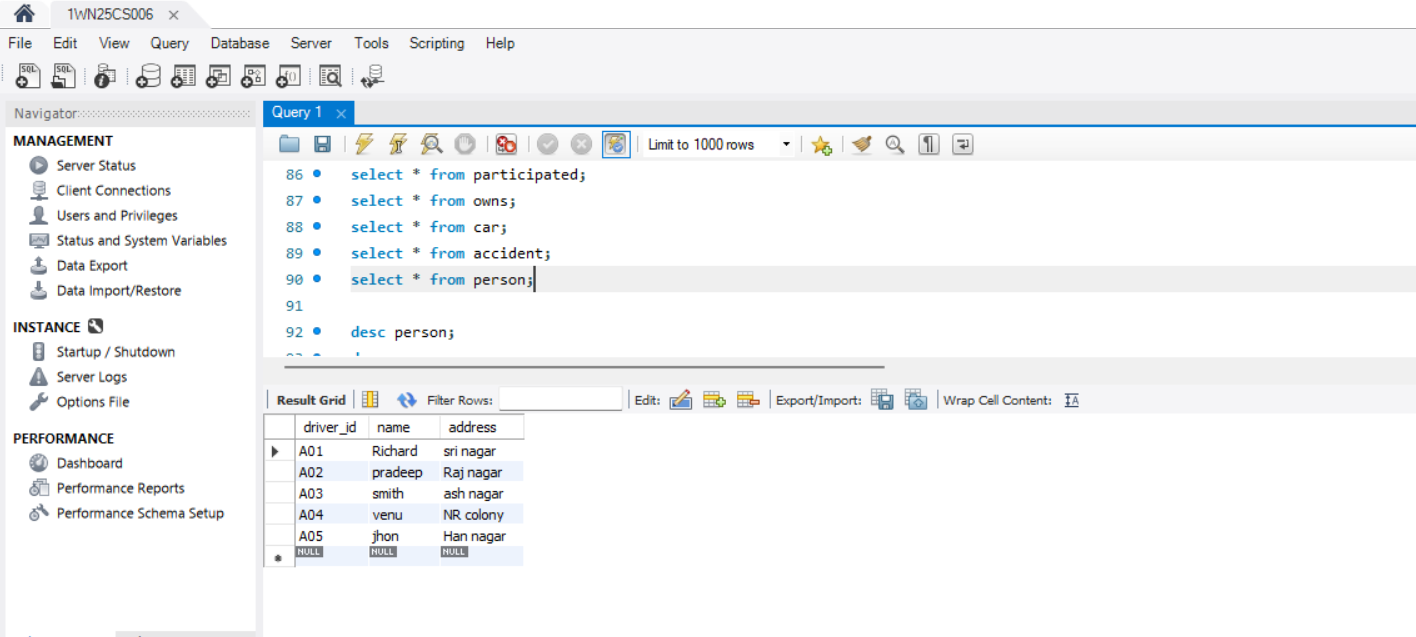 1WN25CS006
File Edit View Query Database Server Tools Scripting Help
Navigator
MANAGEMENT
Server Status
Client Connections
Users and Privileges
Status and System Variables
Data Export
Data Import/Restore
INSTANCE
Startup / Shutdown
Server Logs
Options File
PERFORMANCE
Dashboard
Performance Reports
Performance Schema Setup
Query 1
Limit to 1000 rows
86 select * from participated;
87 select * from owns;
88 select * from car;
89 select * from accident;
90 select * from person;
91
92 desc person;
Result Grid Filter Rows: Edit: Export/Import: Wrap Cell Content:
driver_id name address
A01 Richard sri nagar
A02 pradeep Raj nagar
A03 smith ash nagar
A04 venu NR colony
A05 jhon Han nagar
NULL NULL NULL